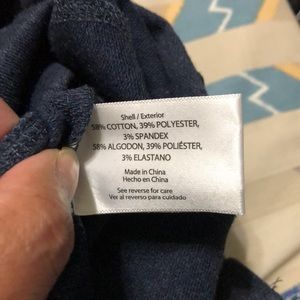 Shell / Exterior
58% COTTON, 39% POLYESTER,
3% SPANDEX
58% ALGODON, 39% POLIÉSTER,
3% ELASTANO
Made in China
Hecho en China
See reverse for care
Ver al reverso para cuidado